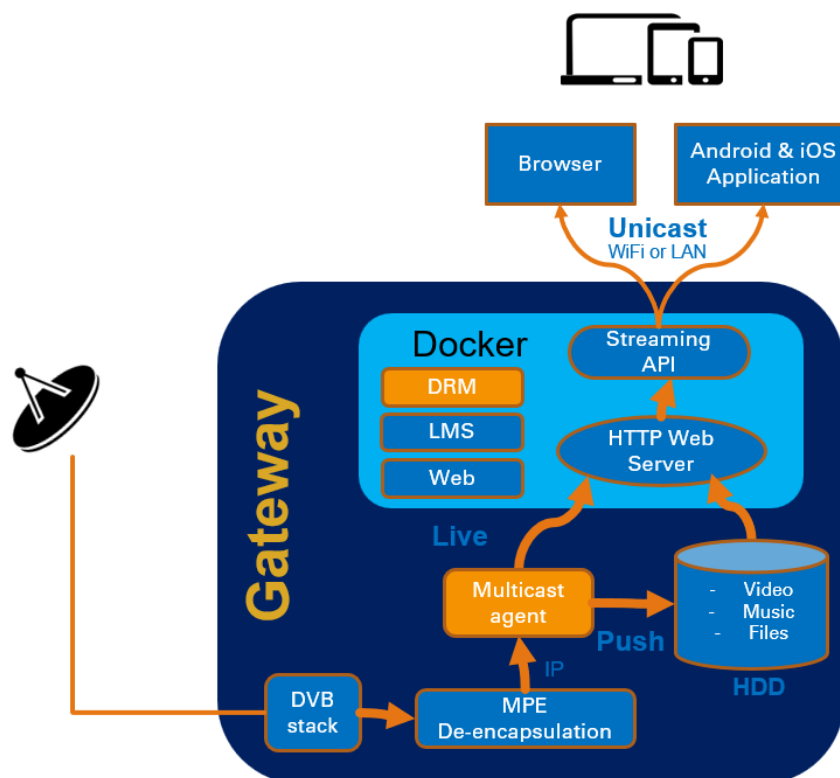 Browser
Android & iOS
Application
Unicast
WiFi or LAN
Gateway
Docker
DRM
LMS
Web
Streaming
API
HTTP Web
Server
Live
Multicast
agent
Push
- Video
- Music
- Files
HDD
IP
DVB
stack
MPE
De-encapsulation